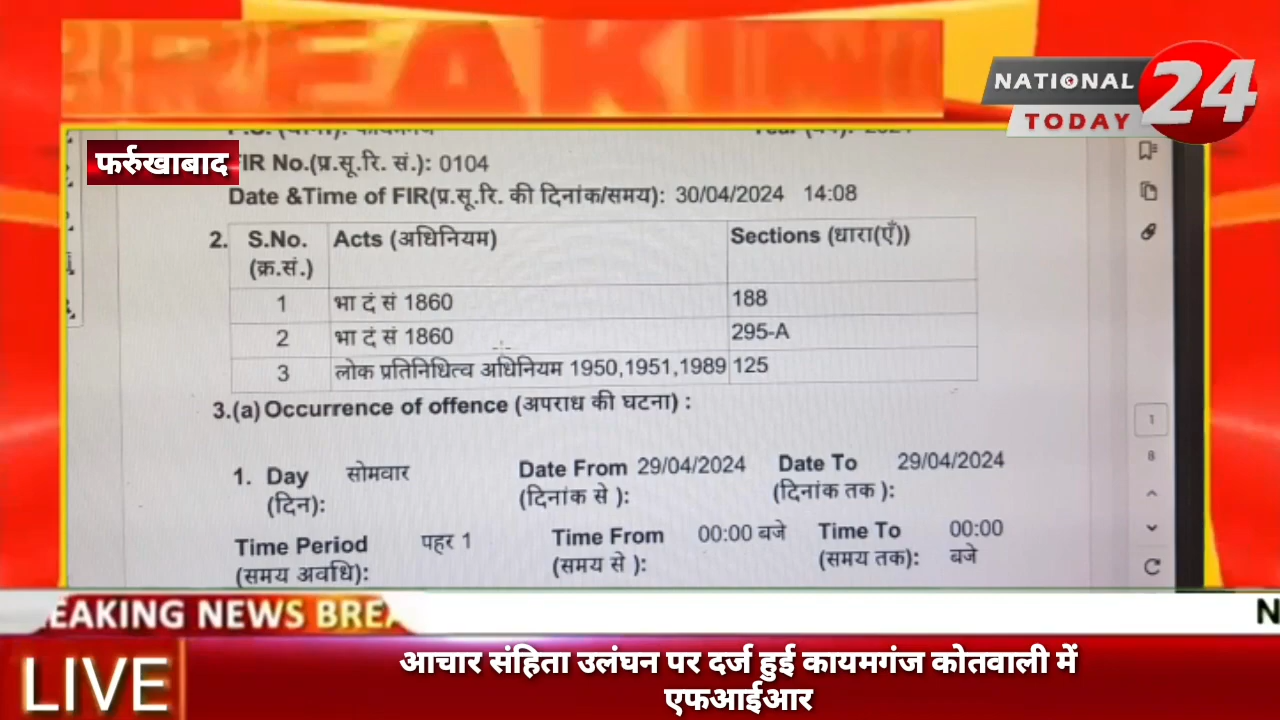 BREAKIN
NATIONAL
24
TODAY
फर्रुखाबाद
FIR No.(प्र.सू.रि. सं.): 0104
Date &Time of FIR(प्र.सू.रि. की दिनांक/समय): 30/04/2024 14:08
2. S.No. Acts (अधिनियम) Sections (धारा(एँ))
(क्र.सं.)
1 भा दं सं 1860 188
2 भा दं सं 1860 295-A
3 लोक प्रतिनिधित्व अधिनियम 1950,1951,1989 125
3.(a) Occurrence of offence (अपराध की घटना) :
1. Day सोमवार Date From 29/04/2024 Date To 29/04/2024
(दिन): (दिनांक से ): (दिनांक तक ):
Time Period पहर 1 Time From 00:00 बजे Time To 00:00
(समय अवधि): (समय से ): (समय तक): बजे
1
8
EAKING NEWS BREA
N
LIVE
आचार संहिता उलंघन पर दर्ज हुई कायमगंज कोतवाली में
एफआईआर